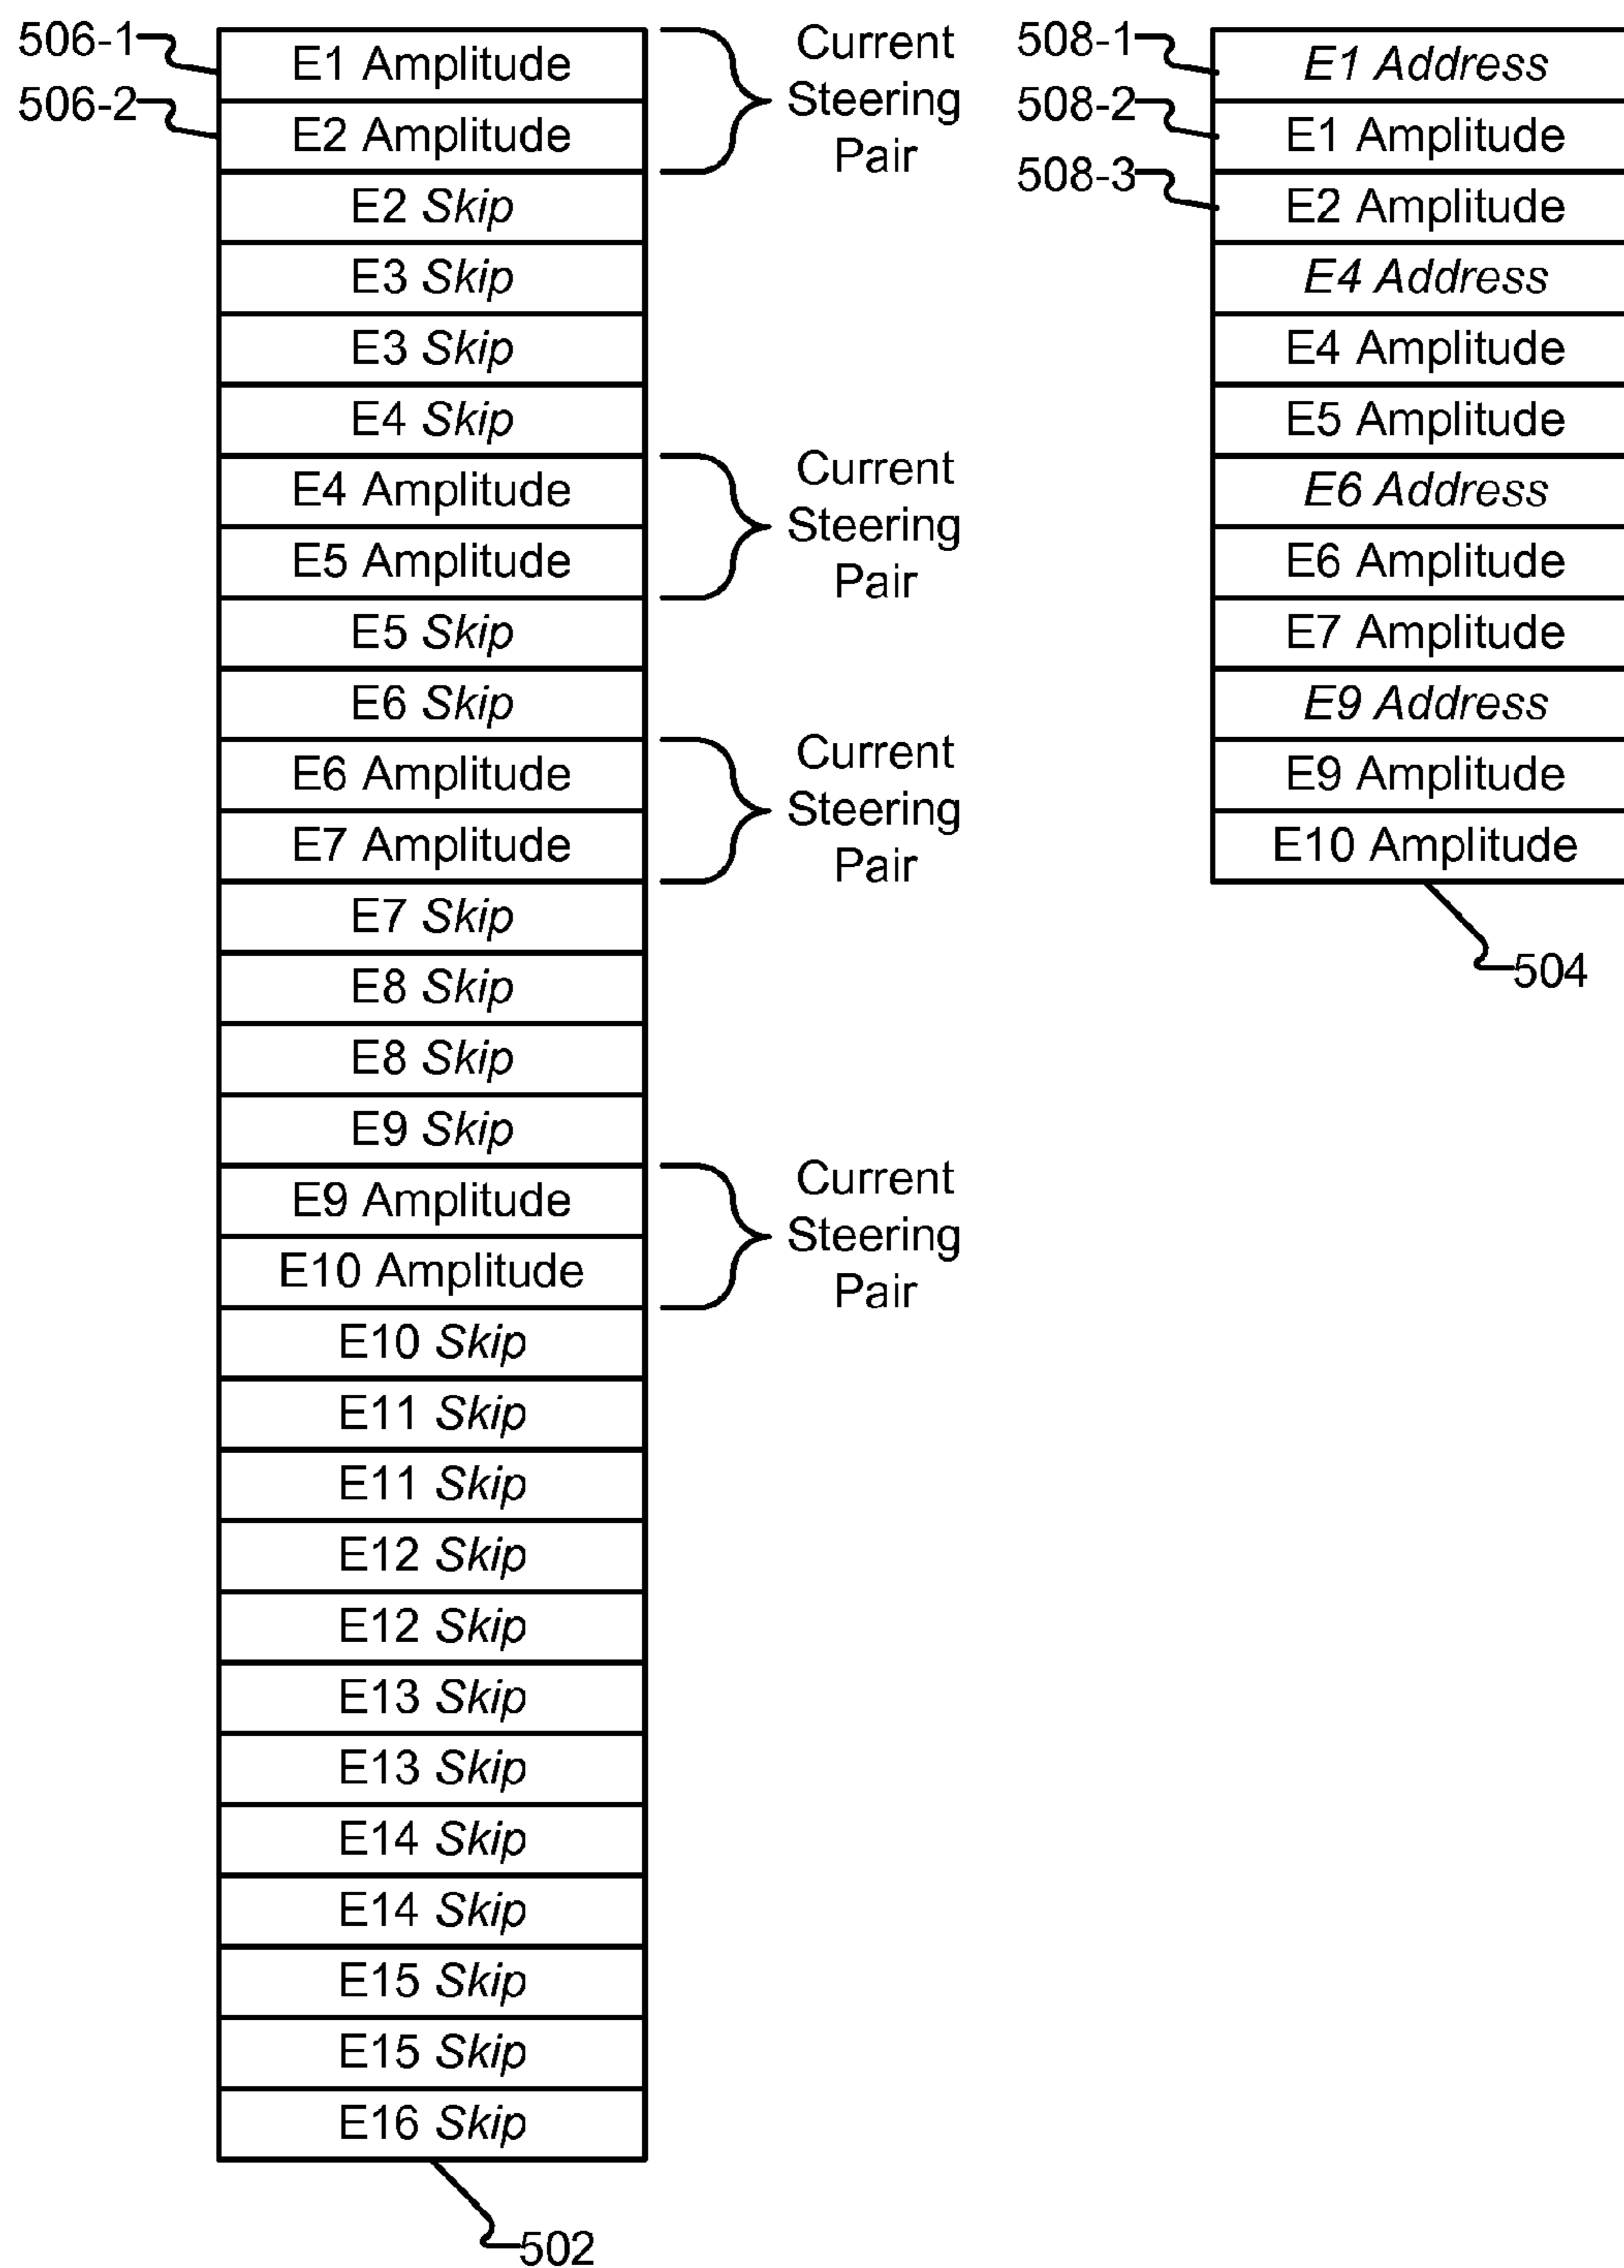 506-1
506-2
E1 Amplitude
E2 Amplitude
E2 Skip
E3 Skip
E3 Skip
E4 Skip
E4 Amplitude
E5 Amplitude
E5 Skip
E6 Skip
E6 Amplitude
E7 Amplitude
E7 Skip
E8 Skip
E8 Skip
E9 Skip
E9 Amplitude
E10 Amplitude
E10 Skip
E11 Skip
E11 Skip
E12 Skip
E12 Skip
E13 Skip
E13 Skip
E14 Skip
E14 Skip
E15 Skip
E15 Skip
E16 Skip
502
Current
Steering
Pair
Current
Steering
Pair
Current
Steering
Pair
Current
Steering
Pair
508-1
508-2
508-3
E1 Address
E1 Amplitude
E2 Amplitude
E4 Address
E4 Amplitude
E5 Amplitude
E6 Address
E6 Amplitude
E7 Amplitude
E9 Address
E9 Amplitude
E10 Amplitude
504